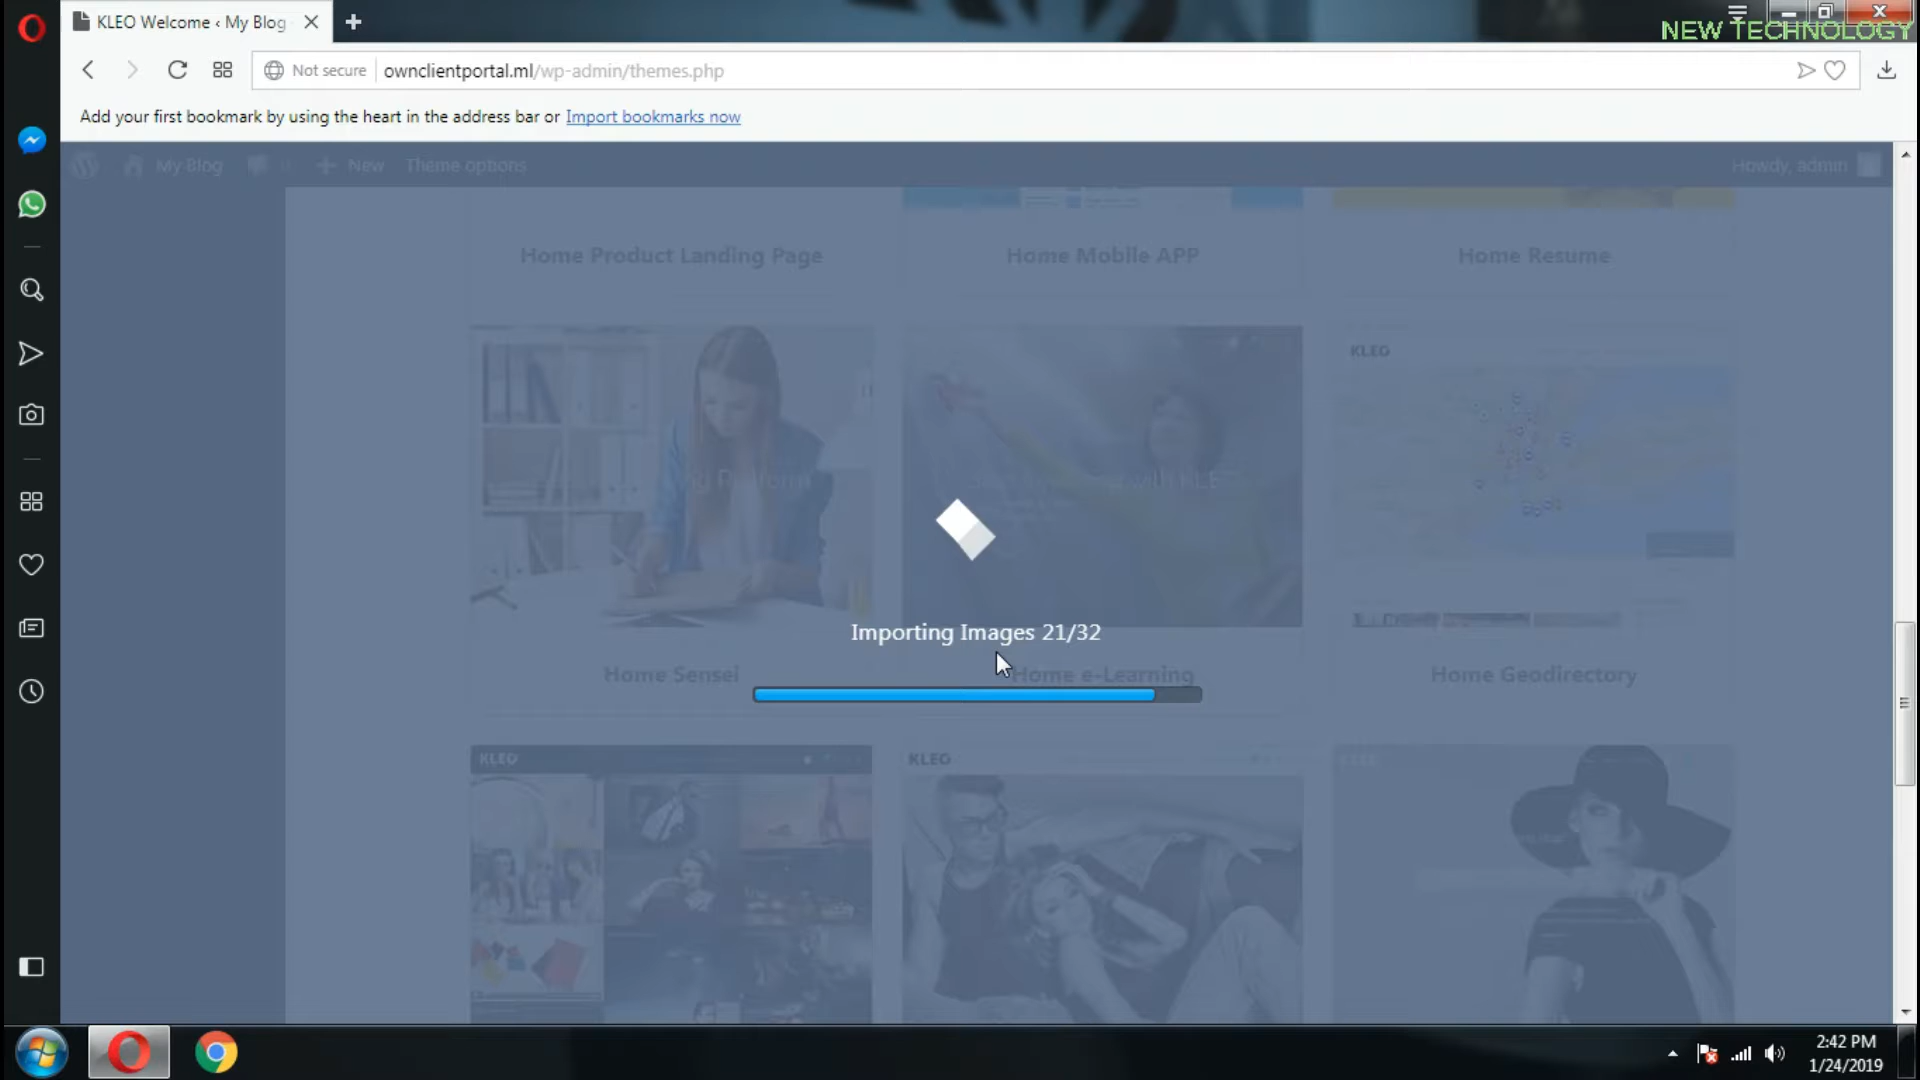 KLEO Welcome ‹ My Blog
NEW TECHNOLOGY
Not secure
ownclientportal.ml/wp-admin/themes.php
Add your first bookmark by using the heart in the address bar or Import bookmarks now
My Blog
New
Theme options
Howdy, admin
Home Product Landing Page
Home Mobile APP
Home Resume
KLEO
with KLEO
Importing Images 21/32
Home Sensei
Home e-Learning
Home Geodirectory
KLEO
KLEO
2:42 PM
1/24/2019